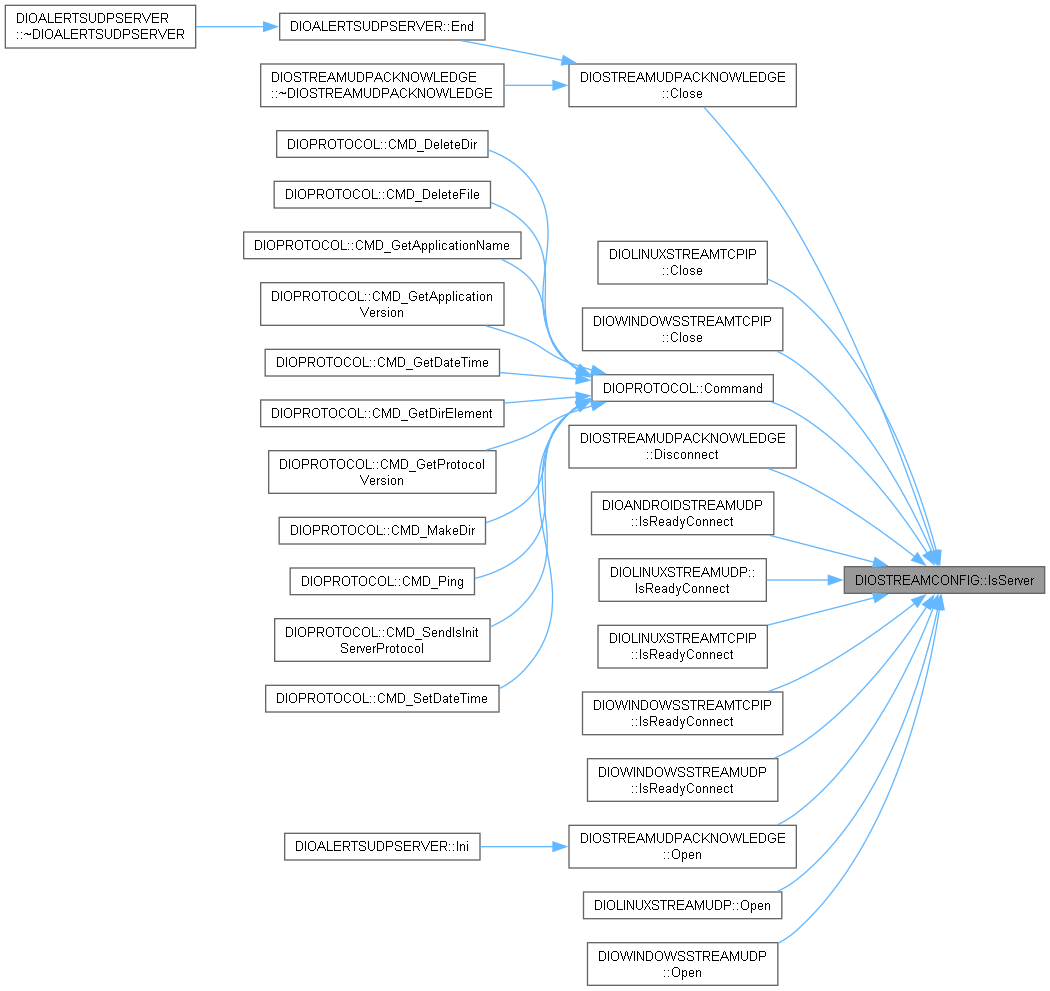 DIOALERTSUDPSERVER
::~DIOALERTSUDPSERVER
DIOALERTSUDPSERVER::End
DIOSTREAMUDPACKNOWLEDGE
::~DIOSTREAMUDPACKNOWLEDGE
DIOSTREAMUDPACKNOWLEDGE
::Close
DIOPROTOCOL::CMD_DeleteDir
DIOPROTOCOL::CMD_DeleteFile
DIOPROTOCOL::CMD_GetApplicationName
DIOPROTOCOL::CMD_GetApplication
Version
DIOPROTOCOL::CMD_GetDateTime
DIOPROTOCOL::CMD_GetDirElement
DIOPROTOCOL::CMD_GetProtocol
Version
DIOPROTOCOL::CMD_MakeDir
DIOPROTOCOL::CMD_Ping
DIOPROTOCOL::CMD_SendIsInit
ServerProtocol
DIOPROTOCOL::CMD_SetDateTime
DIOALERTSUDPSERVER::Ini
DIOLINUXSTREAMTCPIP
::Close
DIOWINDOWSSTREAMTCPIP
::Close
DIOPROTOCOL::Command
DIOSTREAMUDPACKNOWLEDGE
::Disconnect
DIOANDROIDSTREAMUDP
::IsReadyConnect
DIOLINUXSTREAMUDP::
IsReadyConnect
DIOLINUXSTREAMTCPIP
::IsReadyConnect
DIOWINDOWSSTREAMTCPIP
::IsReadyConnect
DIOWINDOWSSTREAMUDP
::IsReadyConnect
DIOSTREAMUDPACKNOWLEDGE
::Open
DIOLINUXSTREAMUDP::Open
DIOWINDOWSSTREAMUDP
::Open
DIOSTREAMCONFIG::IsServer